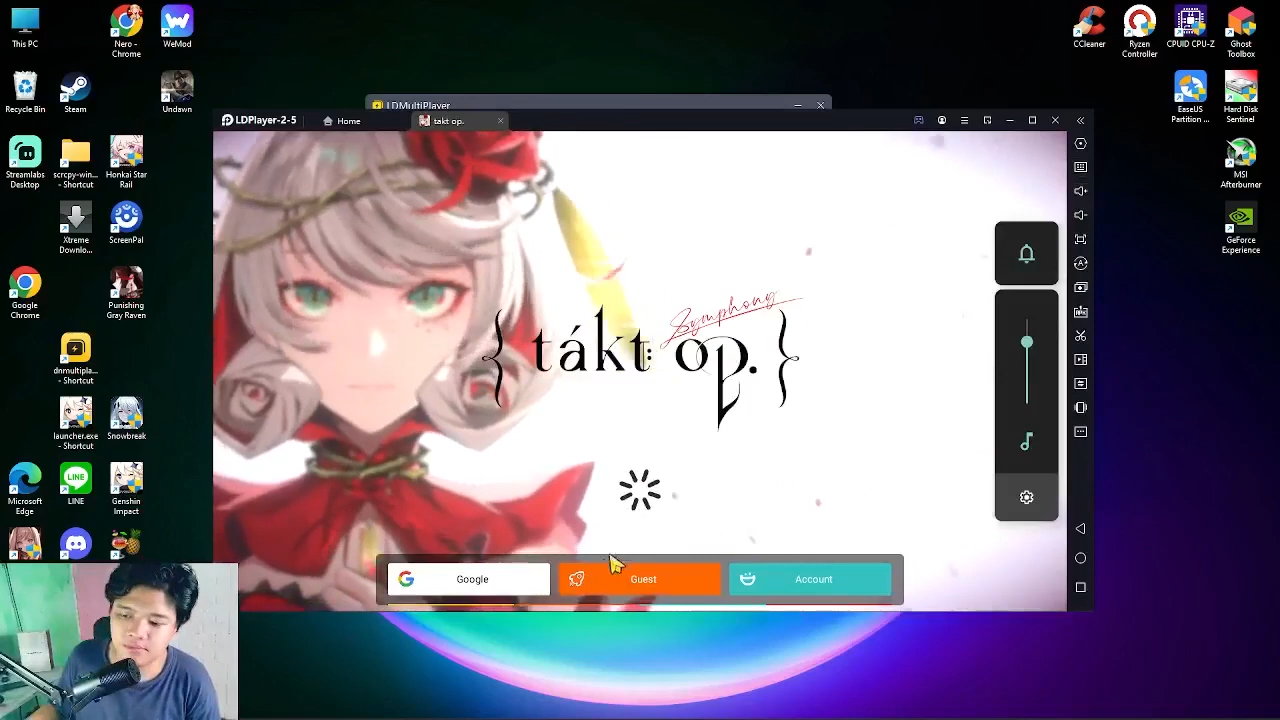 This PC
Nero -
Chrome
WeMod
CCleaner
Ryzen
Controller
CPUID CPU-Z
Ghost
Toolbox
Recycle Bin
Steam
Undawn
EaseUS
Partition ...
Hard Disk
Sentinel
LDMultiPlayer
LDPlayer-2-5
Home
takt op.
Streamlabs
Desktop
scrcpy-win...
- Shortcut
Honkai Star
Rail
MSI
Afterburner
Xtreme
Downlo...
ScreenPal
GeForce
Experience
Google
Chrome
Punishing
Gray Raven
Symphony
{ tákt : op. }
dnmultipla...
- Shortcut
launcher.exe
- Shortcut
Snowbreak
Microsoft
Edge
LINE
Genshin
Impact
Google
Guest
Account